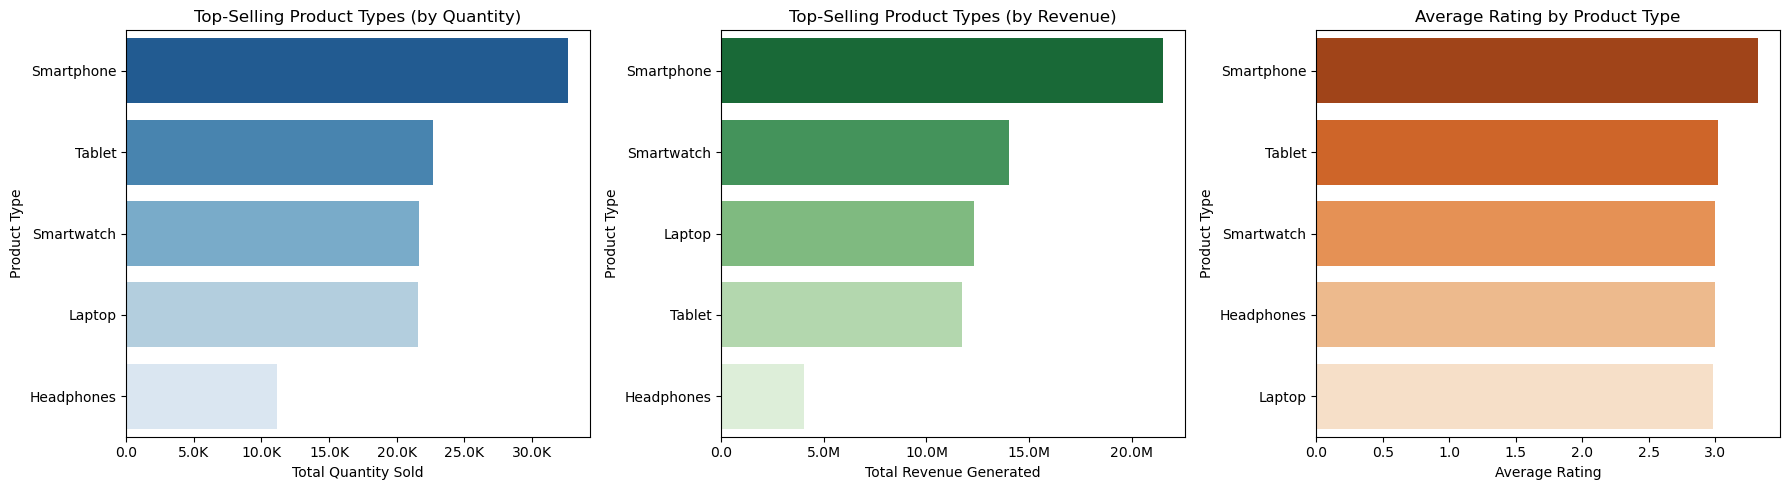 Top-Selling Product Types (by Quantity)
Product Type
Smartphone
Tablet
Smartwatch
Laptop
Headphones
0.0 5.0K 10.0K 15.0K 20.0K 25.0K 30.0K
Total Quantity Sold
Top-Selling Product Types (by Revenue)
Product Type
Smartphone
Smartwatch
Laptop
Tablet
Headphones
0.0 5.0M 10.0M 15.0M 20.0M
Total Revenue Generated
Average Rating by Product Type
Product Type
Smartphone
Tablet
Smartwatch
Headphones
Laptop
0.0 0.5 1.0 1.5 2.0 2.5 3.0
Average Rating